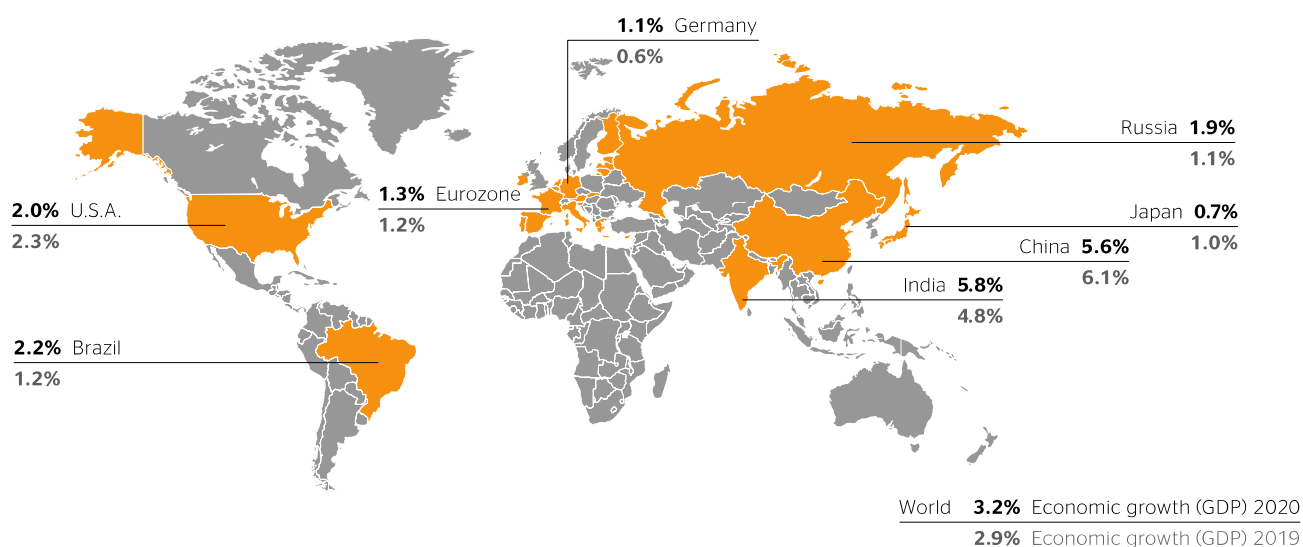 1.1% Germany
0.6%
Russia 1.9%
1.1%
1.3% Eurozone
1.2%
2.0% U.S.A.
2.3%
Japan 0.7%
1.0%
China 5.6%
6.1%
India 5.8%
4.8%
2.2% Brazil
1.2%
World 3.2% Economic growth (GDP) 2020
2.9% Economic growth (GDP) 2019